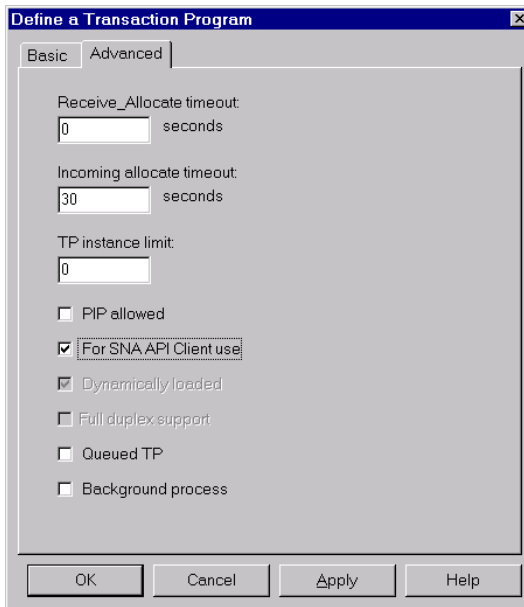 Define a Transaction Program
Basic Advanced
Receive_Allocate timeout:
0 seconds
Incoming allocate timeout:
30 seconds
TP instance limit:
0
PIP allowed
For SNA API Client use
Dynamically loaded
Full duplex support
Queued TP
Background process
OK Cancel Apply Help